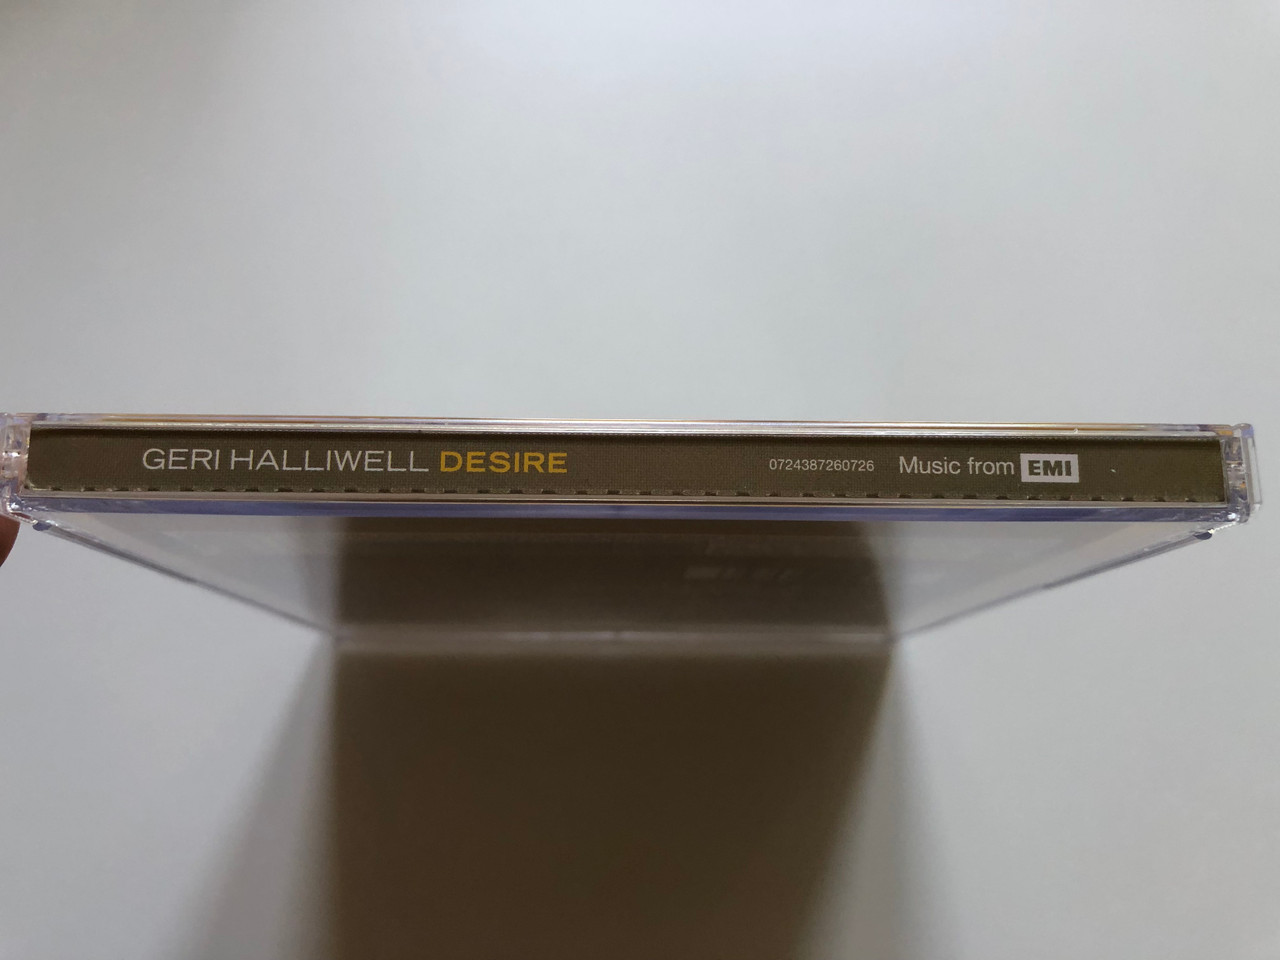 GERI HALLIWELL DESIRE 0724387260726 Music from EMI